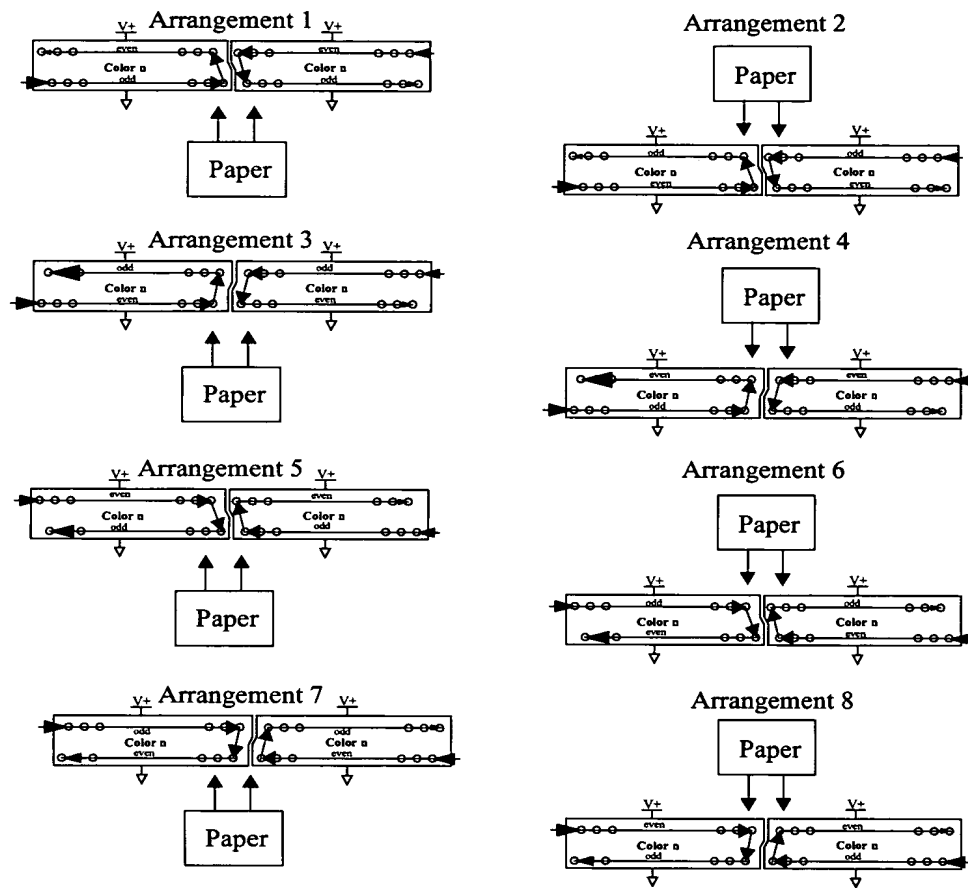 Arrangement 1
V+ V+
even even
Color n Color n
odd odd
Paper
Arrangement 2
Paper
V+ V+
odd odd
Color n Color n
even even
Arrangement 3
V+ V+
odd odd
Color n Color n
even even
Paper
Arrangement 4
Paper
V+ V+
even even
Color n Color n
odd odd
Arrangement 5
V+ V+
even even
Color n Color n
odd odd
Paper
Arrangement 6
Paper
V+ V+
odd odd
Color n Color n
even even
Arrangement 7
V+ V+
odd odd
Color n Color n
even even
Paper
Arrangement 8
Paper
V+ V+
even even
Color n Color n
odd odd